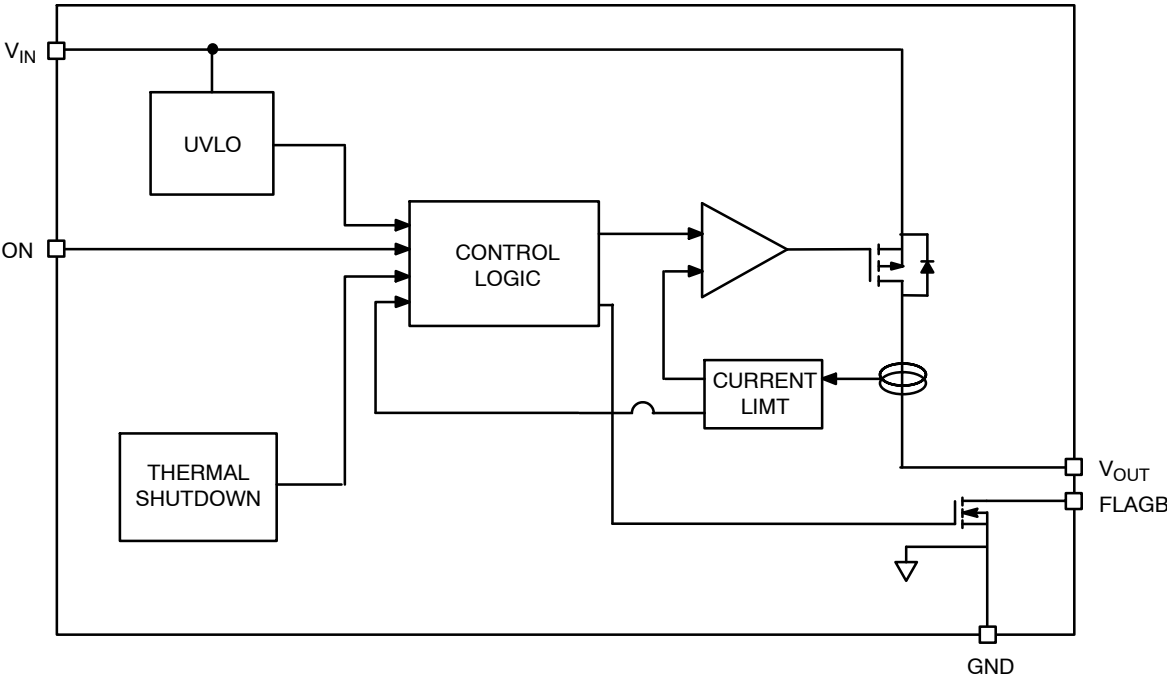 VIN
UVLO
ON
CONTROL
LOGIC
CURRENT
LIMT
THERMAL
SHUTDOWN
VOUT
FLAGB
GND